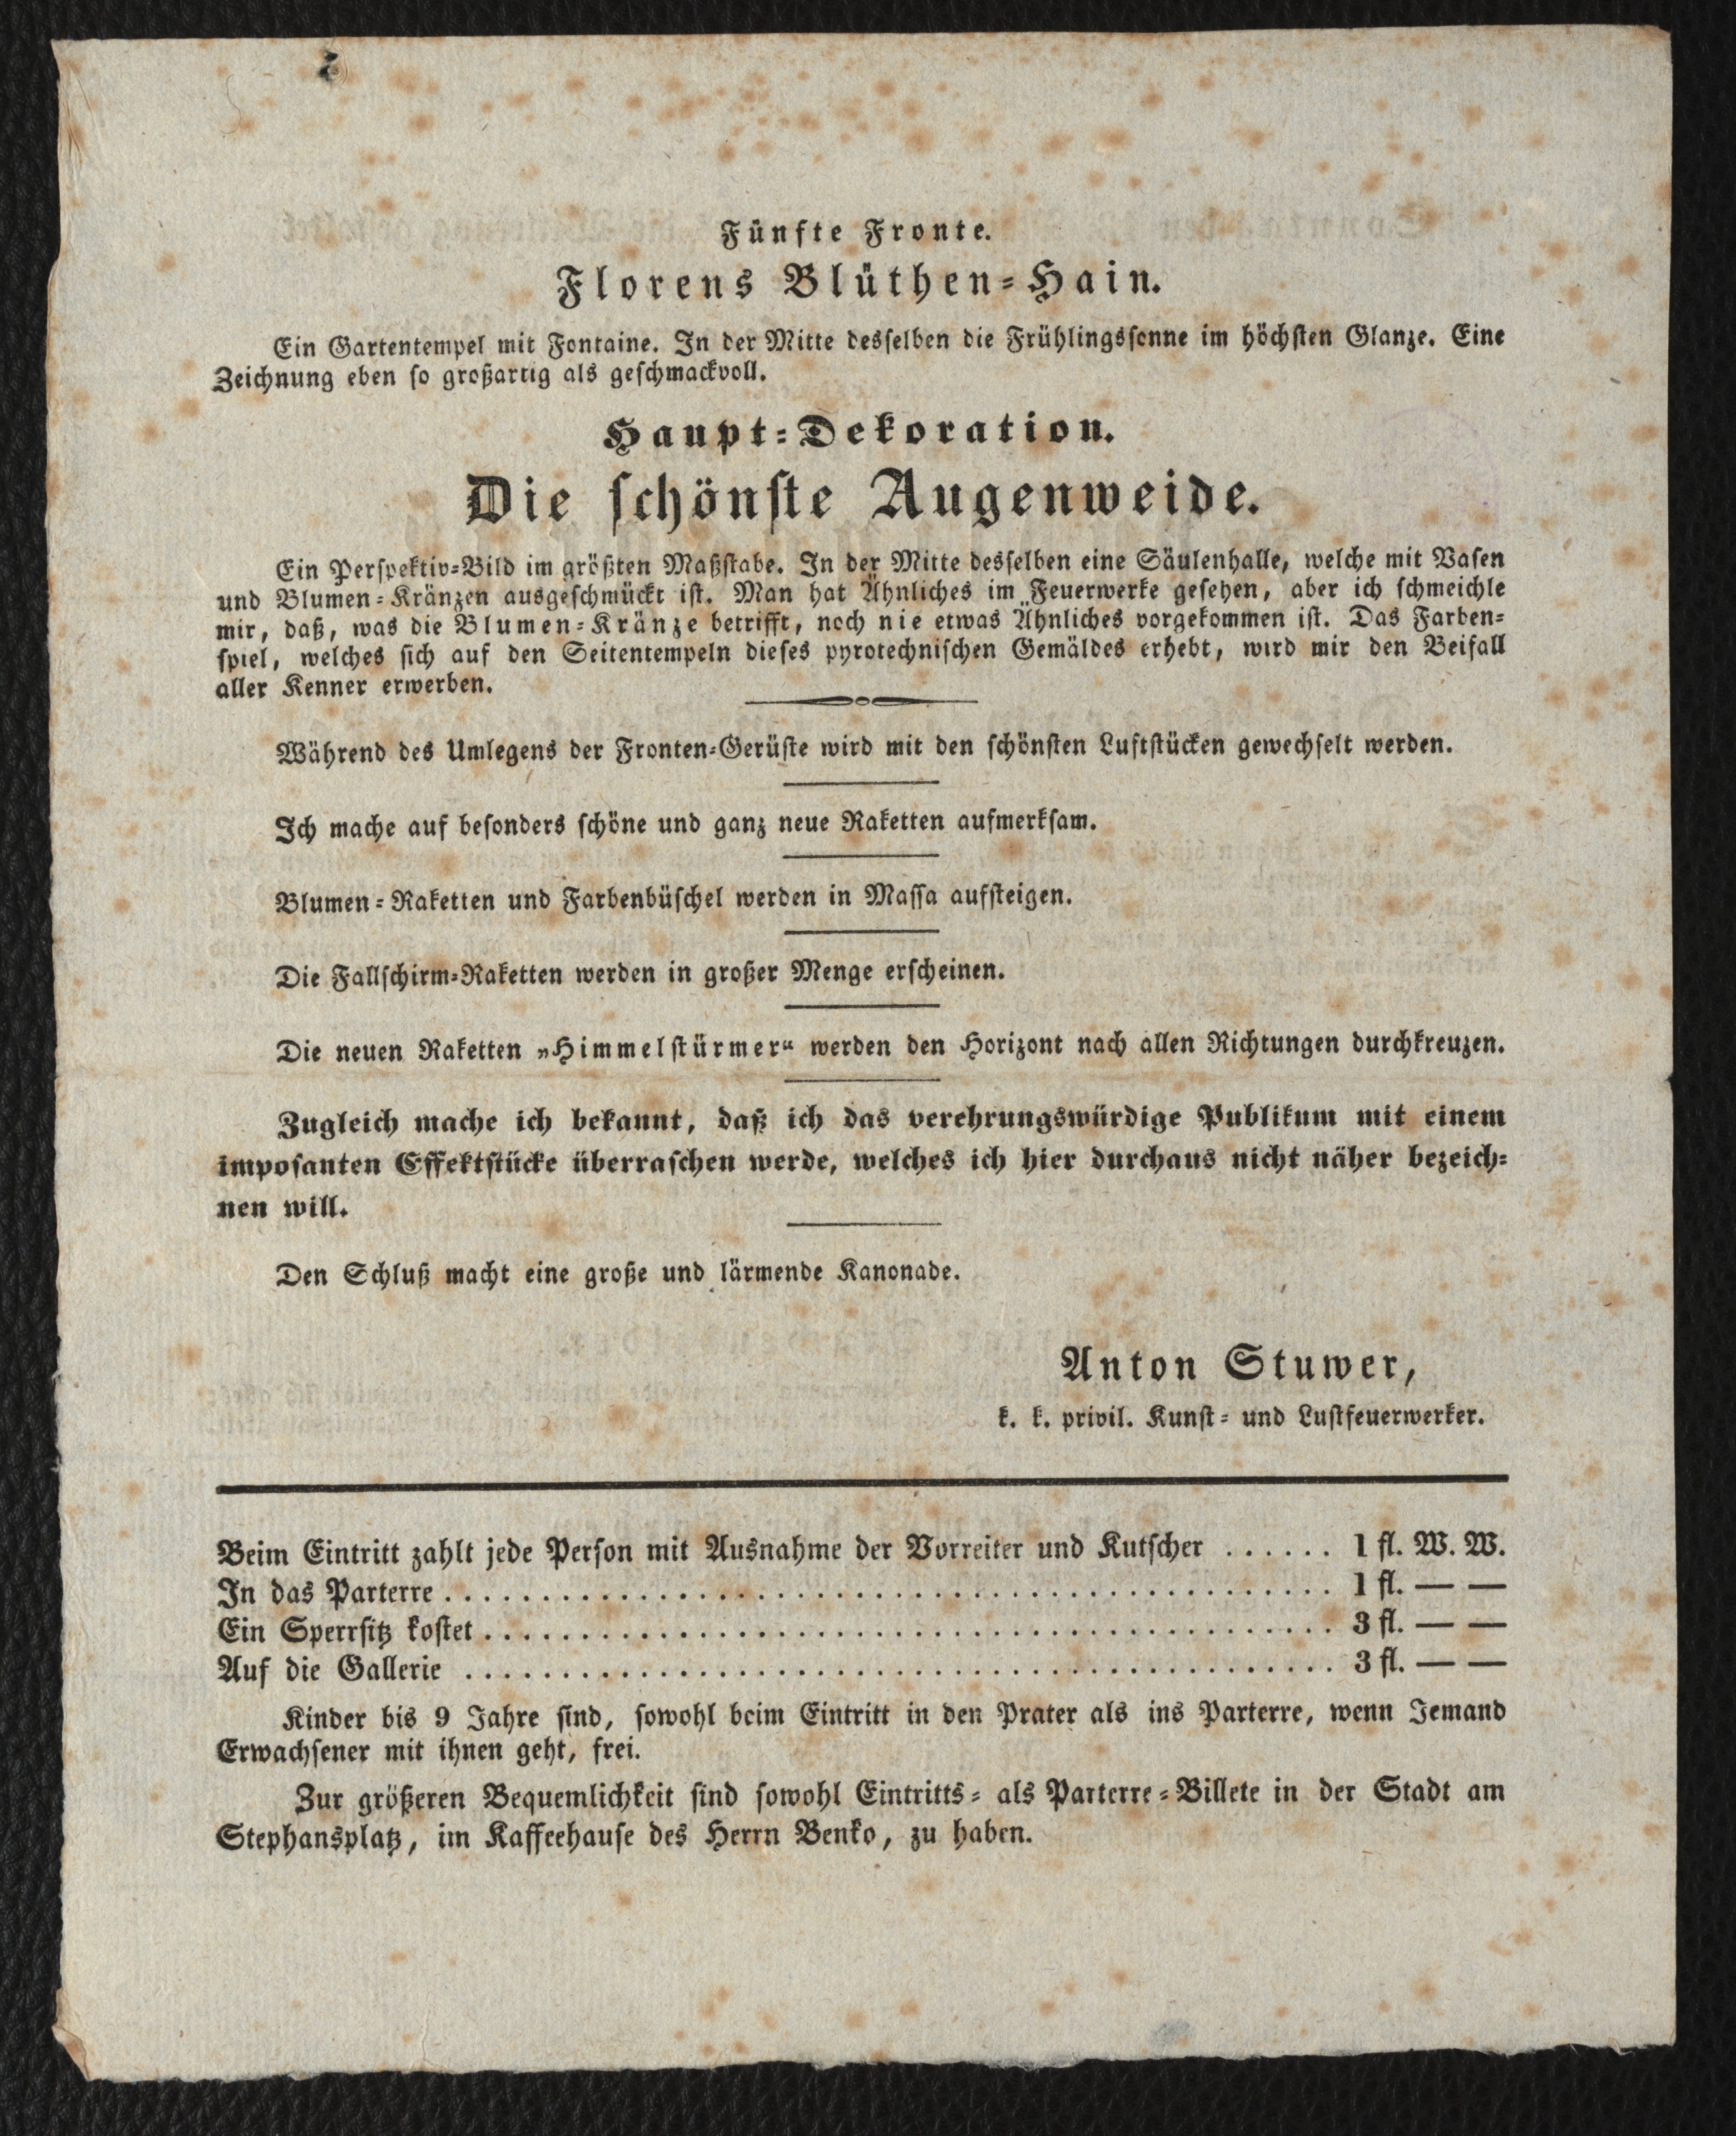 Fünfte Fronte.
Florens Blüthen-Hain.
Ein Gartentempel mit Fontaine. In der Mitte desselben die Frühlingssonne im höchsten Glanze. Eine
Zeichnung eben so großartig als geschmackvoll.
Haupt-Dekoration.
Die schönste Augenweide.
Ein Perspektiv-Bild im größten Maßstabe. In der Mitte desselben eine Säulenhalle, welche mit Vasen
und Blumen-Kränzen ausgeschmückt ist. Man hat Ähnliches im Feuerwerke gesehen, aber ich schmeichle
mir, daß, was die Blumen-Kränze betrifft, noch nie etwas Ähnliches vorgekommen ist. Das Farben-
spiel, welches sich auf den Seitentempeln dieses pyrotechnischen Gemäldes erhebt, wird mir den Beifall
aller Kenner erwerben.
Während des Umlegens der Fronten-Gerüste wird mit den schönsten Luftstücken gewechselt werden.
Ich mache auf besonders schöne und ganz neue Raketten aufmerksam.
Blumen-Raketten und Farbenbüschel werden in Massa aufsteigen.
Die Fallschirm-Raketten werden in großer Menge erscheinen.
Die neuen Raketten „Himmelstürmer“ werden den Horizont nach allen Richtungen durchkreuzen.
Zugleich mache ich bekannt, daß ich das verehrungswürdige Publikum mit einem
imposanten Effektstücke überraschen werde, welches ich hier durchaus nicht näher bezeich-
nen will.
Den Schluß macht eine große und lärmende Kanonade.
Anton Stuwer,
k. k. privil. Kunst- und Lustfeuerwerker.
Beim Eintritt zahlt jede Person mit Ausnahme der Vorreiter und Kutscher ...... 1 fl. W. W.
In das Parterre ........................................ 1 fl. — —
Ein Sperrsitz kostet ........................................ 3 fl. — —
Auf die Gallerie ........................................ 3 fl. — —
Kinder bis 9 Jahre sind, sowohl beim Eintritt in den Prater als ins Parterre, wenn Jemand
Erwachsener mit ihnen geht, frei.
Zur größeren Bequemlichkeit sind sowohl Eintritts- als Parterre-Billete in der Stadt am
Stephansplatz, im Kaffeehause des Herrn Benko, zu haben.